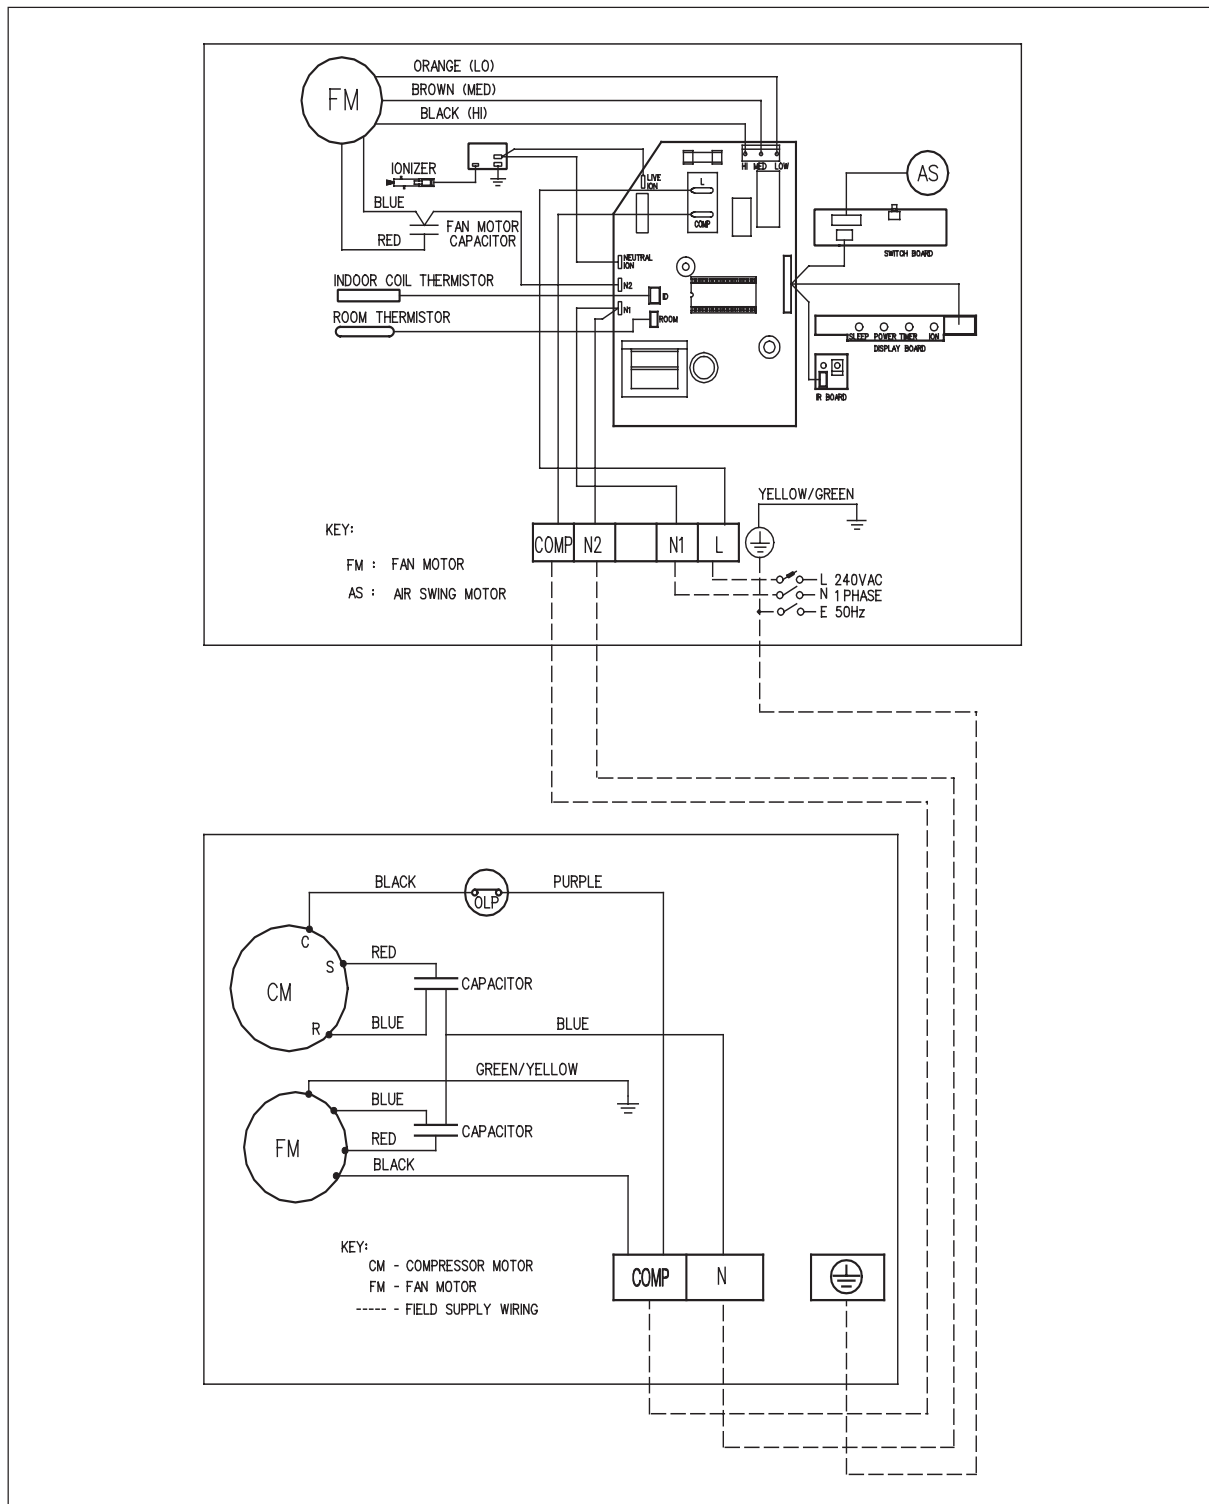 ORANGE (LO)
FM
BROWN (MED)
BLACK (HI)
IONIZER
LIVE
ION
L
HI MED LOW
AS
BLUE
FAN MOTOR
CAPACITOR
RED
COMP
SWITCH BOARD
NEUTRAL
ION
INDOOR COIL THERMISTOR
N2
ID
ROOM THERMISTOR
N1
ROOM
SLEEP POWER TIMER ION
DISPLAY BOARD
IR BOARD
YELLOW/GREEN
KEY:
COMP N2 N1 L
FM : FAN MOTOR
AS : AIR SWING MOTOR
L 240VAC
N 1 PHASE
E 50Hz
BLACK
PURPLE
OLP
C
RED
S
CM
CAPACITOR
R
BLUE
BLUE
GREEN/YELLOW
BLUE
FM
CAPACITOR
RED
BLACK
KEY:
CM - COMPRESSOR MOTOR
FM - FAN MOTOR
----- - FIELD SUPPLY WIRING
COMP N